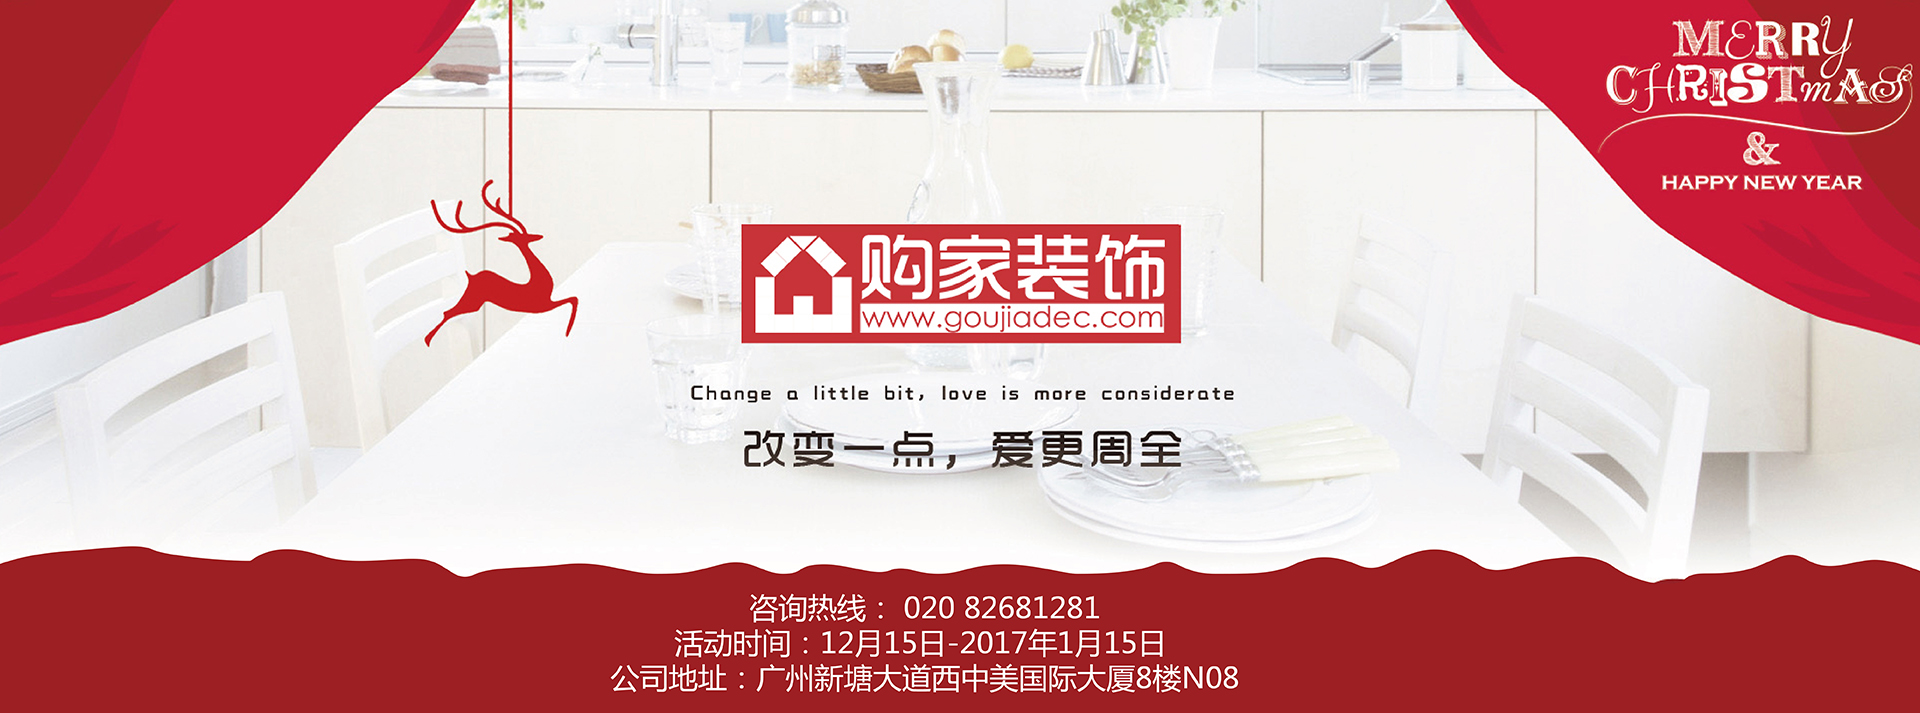 MERRY
CHRISTMAS
&
HAPPY NEW YEAR
购家装饰
www.goujiadec.com
Change a little bit, love is more considerate
改变一点，爱更周全
咨询热线： 020 82681281
活动时间：12月15日-2017年1月15日
公司地址：广州新塘大道西中美国际大厦8楼N08